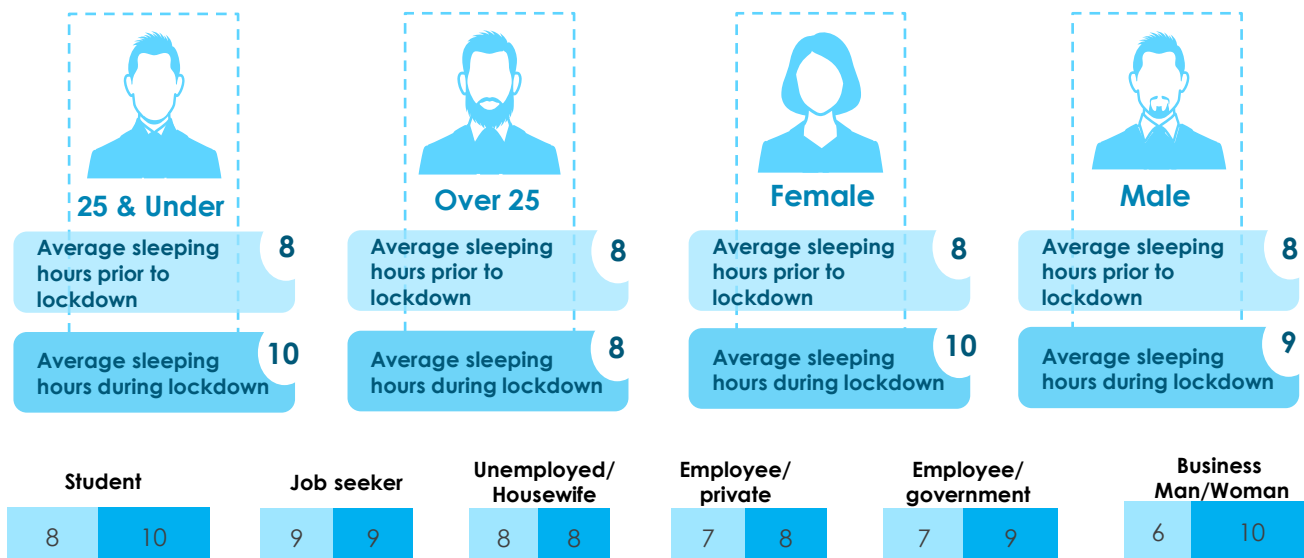 25 & Under
Average sleeping
hours prior to
lockdown
8
Average sleeping
hours during lockdown
10
Over 25
Average sleeping
hours prior to
lockdown
8
Average sleeping
hours during lockdown
8
Female
Average sleeping
hours prior to
lockdown
8
Average sleeping
hours during lockdown
10
Male
Average sleeping
hours prior to
lockdown
8
Average sleeping
hours during lockdown
9
Student
8 10
Job seeker
9 9
Unemployed/
Housewife
8 8
Employee/
private
7 8
Employee/
government
7 9
Business
Man/Woman
6 10